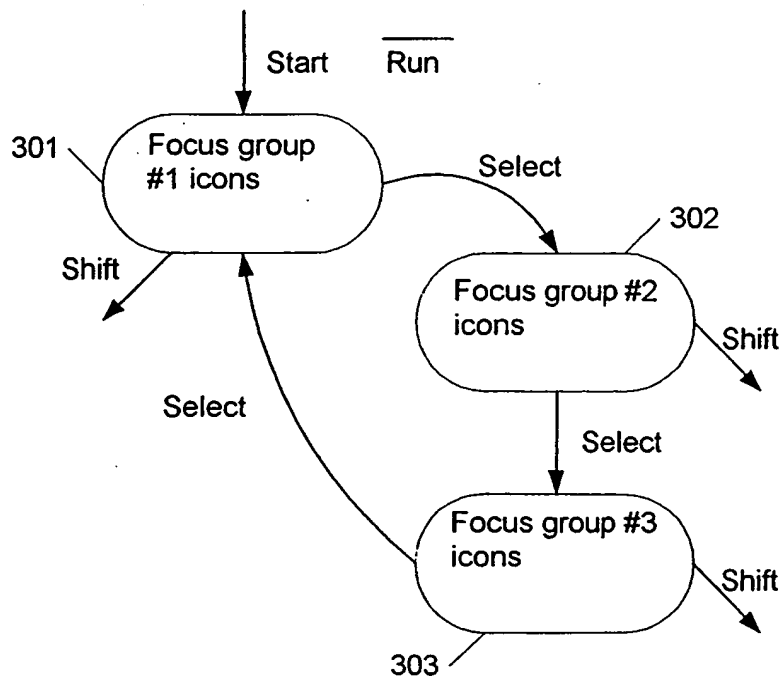 Start Run
301
Focus group
#1 icons
Select
302
Shift
Focus group #2
icons
Shift
Select
Select
Focus group #3
icons
Shift
303